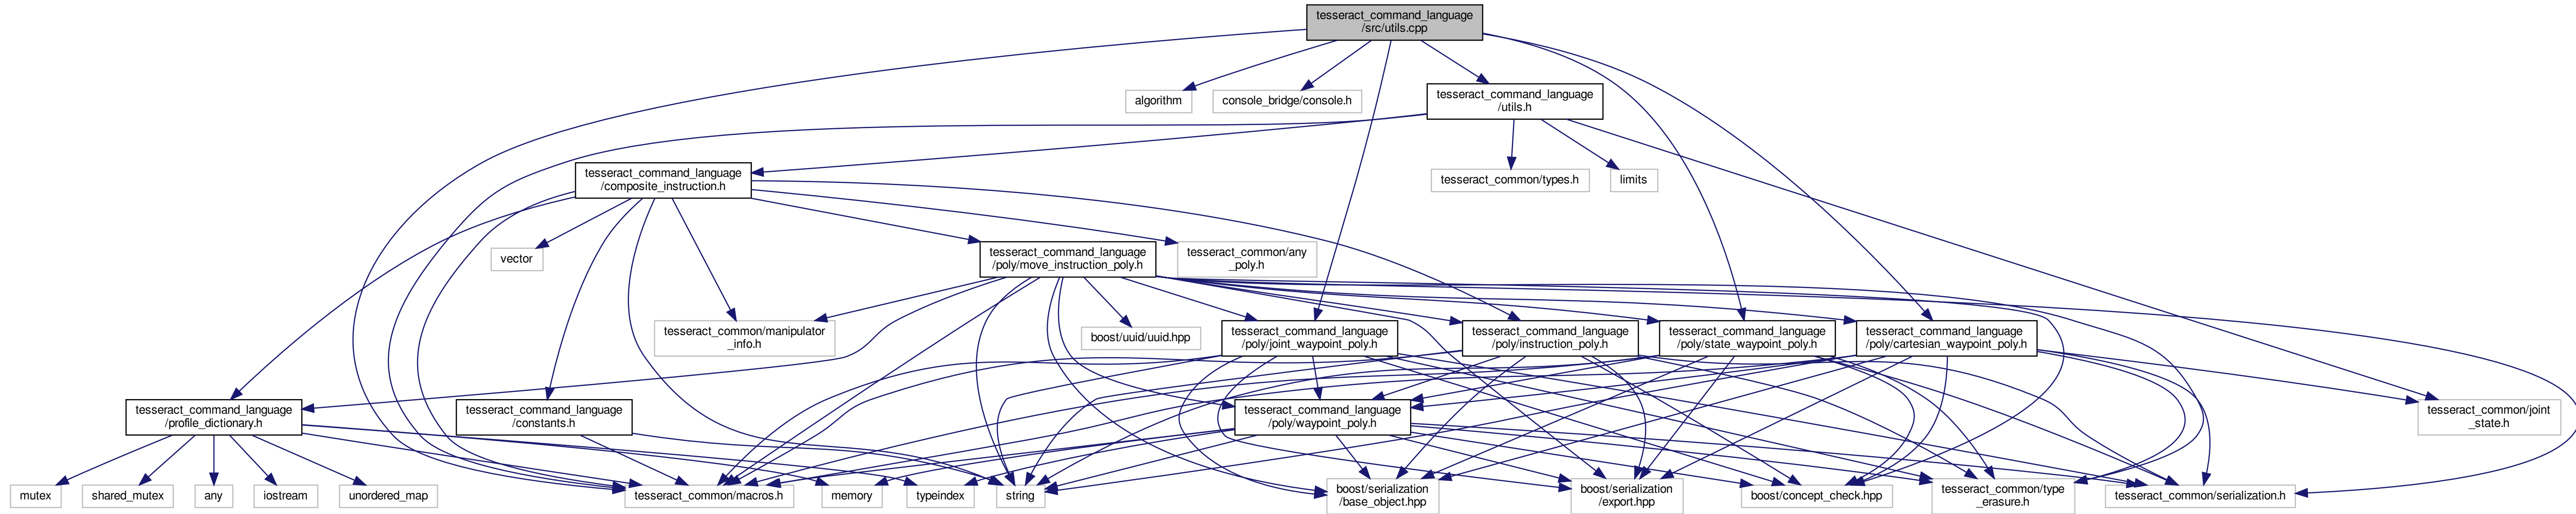 tesseract_command_language
/src/utils.cpp
algorithm
console_bridge/console.h
tesseract_command_language
/utils.h
tesseract_command_language
/composite_instruction.h
tesseract_common/types.h
limits
vector
tesseract_command_language
/poly/move_instruction_poly.h
tesseract_common/any
_poly.h
tesseract_common/manipulator
_info.h
boost/uuid/uuid.hpp
tesseract_command_language
/poly/joint_waypoint_poly.h
tesseract_command_language
/poly/instruction_poly.h
tesseract_command_language
/poly/state_waypoint_poly.h
tesseract_command_language
/poly/cartesian_waypoint_poly.h
tesseract_command_language
/profile_dictionary.h
tesseract_command_language
/constants.h
tesseract_command_language
/poly/waypoint_poly.h
tesseract_common/joint
_state.h
mutex
shared_mutex
any
iostream
unordered_map
tesseract_common/macros.h
memory
typeindex
string
boost/serialization
/base_object.hpp
boost/serialization
/export.hpp
boost/concept_check.hpp
tesseract_common/type
_erasure.h
tesseract_common/serialization.h